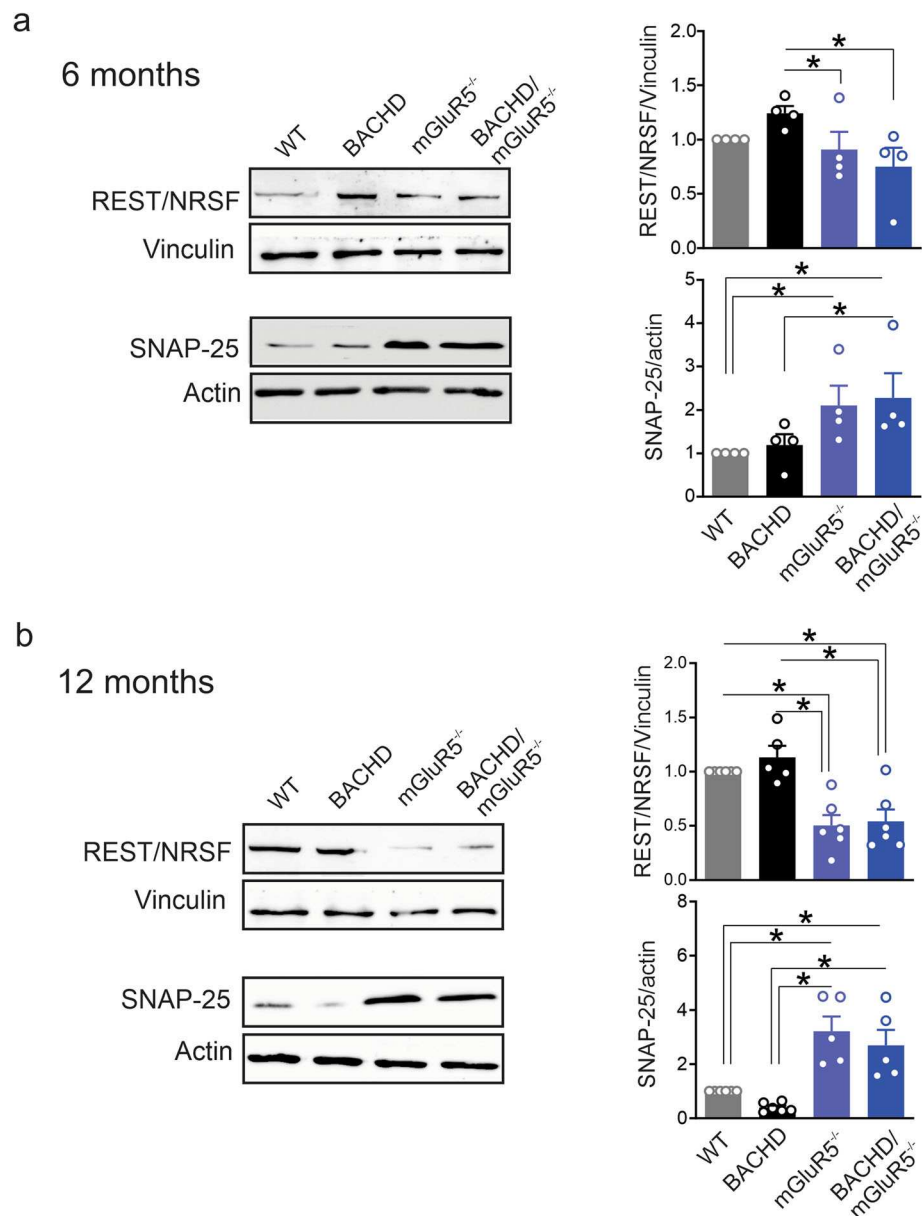 a
6 months
WT
BACHD
mGluR5-/-
BACHD/
mGluR5-/-
REST/NRSF
Vinculin
SNAP-25
Actin
REST/NRSF/Vinculin
2.0
1.5
1.0
0.5
0.0
*
*
SNAP-25/actin
5
4
3
2
1
0
*
*
*
WT
BACHD
mGluR5-/-
BACHD/
mGluR5-/-
b
12 months
WT
BACHD
mGluR5-/-
BACHD/
mGluR5-/-
REST/NRSF
Vinculin
SNAP-25
Actin
REST/NRSF/Vinculin
2.0
1.5
1.0
0.5
0.0
*
*
*
*
SNAP-25/actin
8
6
4
2
0
*
*
*
*
WT
BACHD
mGluR5-/-
BACHD/
mGluR5-/-